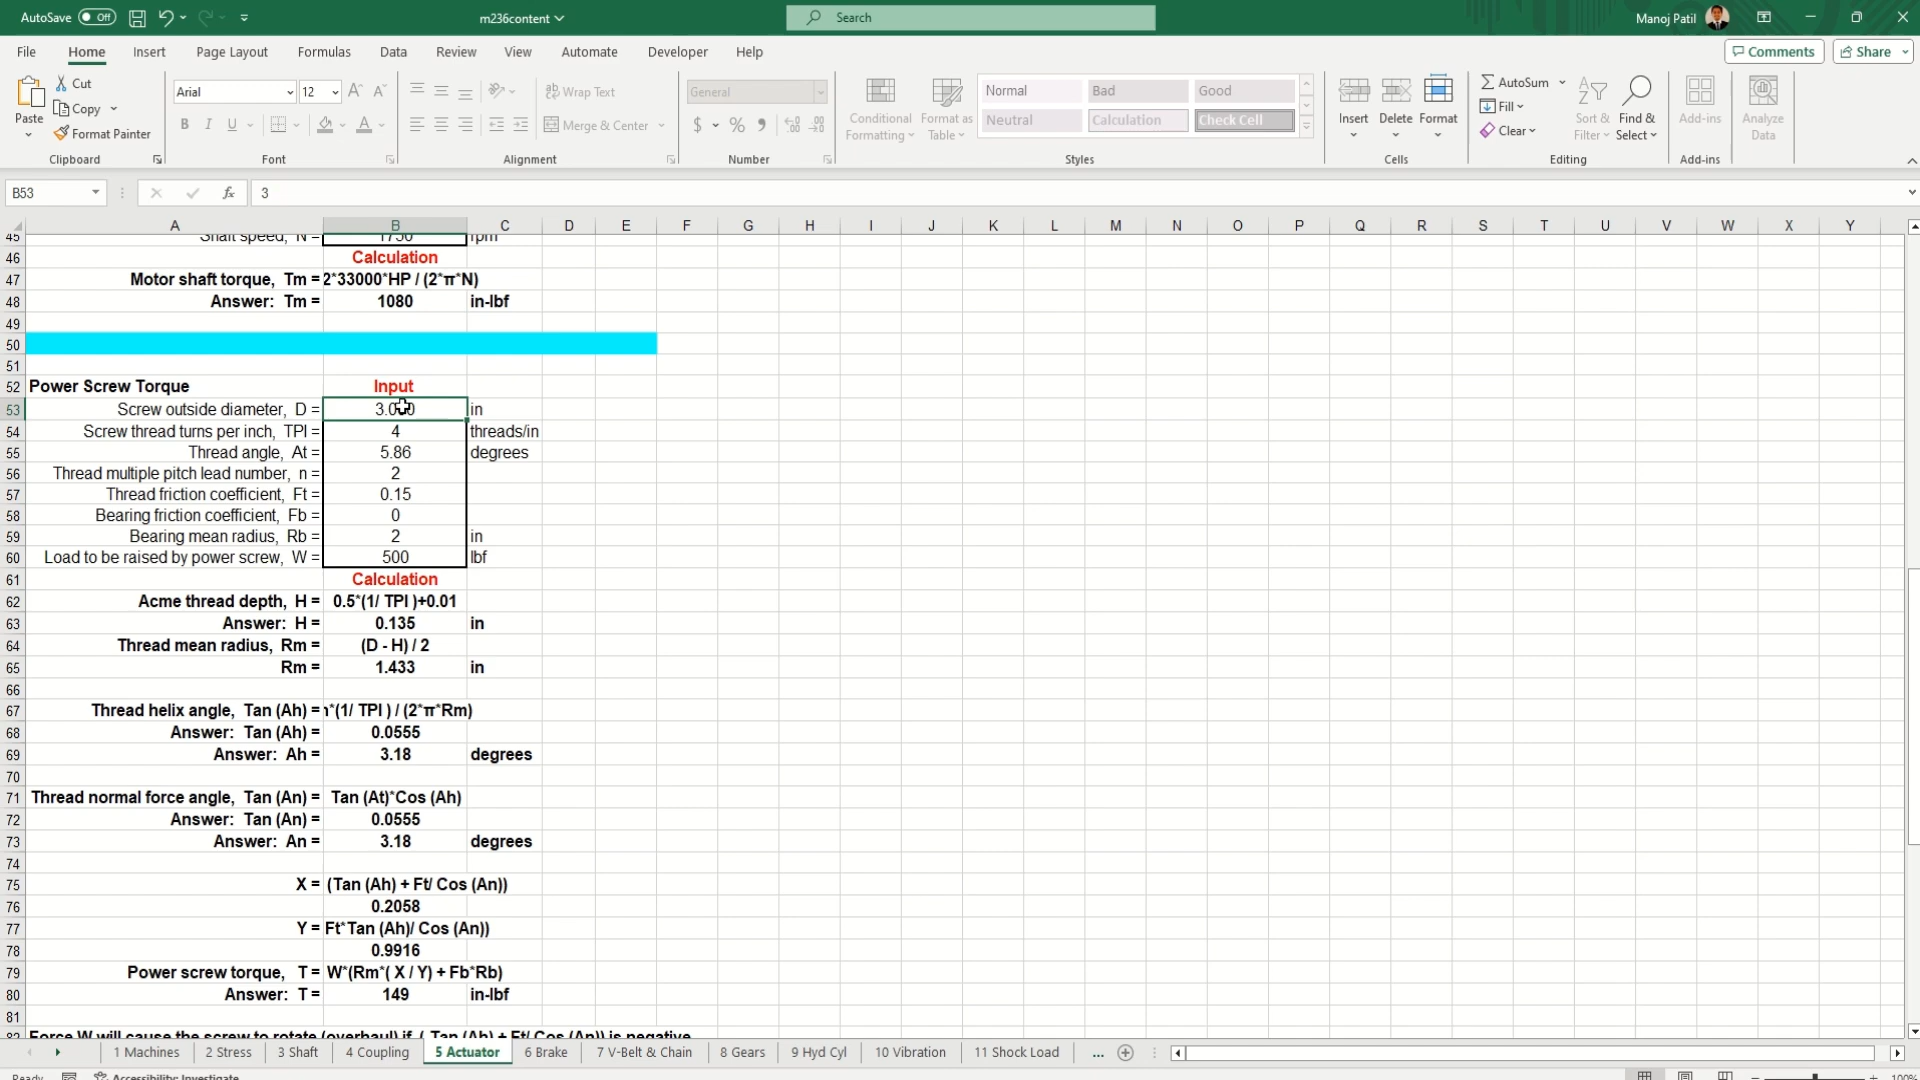 AutoSave Off m236content Search Manoj Patil
File Home Insert Page Layout Formulas Data Review View Automate Developer Help Comments Share
Paste Cut Copy Format Painter Clipboard
Arial 12 B I U Font
Wrap Text Merge & Center Alignment
General $ % Number
Conditional Formatting Format as Table Normal Bad Good Neutral Calculation Check Cell Styles
Insert Delete Format Cells
AutoSum Fill Clear Sort & Filter Find & Select Editing
Add-ins Add-ins
Analyze Data
B53 fx 3
A B C D E F G H I J K L M N O P Q R S T U V W X Y
45 Shaft speed, N = 1750 rpm
46 Calculation
47 Motor shaft torque, Tm = 2*33000*HP / (2*π*N)
48 Answer: Tm = 1080 in-lbf
49
50
51
52 Power Screw Torque Input
53 Screw outside diameter, D = in
54 Screw thread turns per inch, TPI = 4 threads/in
55 Thread angle, At = 5.86 degrees
56 Thread multiple pitch lead number, n = 2
57 Thread friction coefficient, Ft = 0.15
58 Bearing friction coefficient, Fb = 0
59 Bearing mean radius, Rb = 2 in
60 Load to be raised by power screw, W = 500 lbf
61 Calculation
62 Acme thread depth, H = 0.5*(1/ TPI )+0.01
63 Answer: H = 0.135 in
64 Thread mean radius, Rm = (D - H) / 2
65 Rm = 1.433 in
66
67 Thread helix angle, Tan (Ah) = *(1/ TPI ) / (2*π*Rm)
68 Answer: Tan (Ah) = 0.0555
69 Answer: Ah = 3.18 degrees
70
71 Thread normal force angle, Tan (An) = Tan (At)*Cos (Ah)
72 Answer: Tan (An) = 0.0555
73 Answer: An = 3.18 degrees
74
75 X = (Tan (Ah) + Ft/ Cos (An))
76 0.2058
77 Y = Ft*Tan (Ah)/ Cos (An))
78 0.9916
79 Power screw torque, T = W*(Rm*( X / Y) + Fb*Rb)
80 Answer: T = 149 in-lbf
81
82 Force W will cause the screw to rotate (overhaul) if, ( Tan (Ah) + Ft/ Cos (An)) is negative
1 Machines 2 Stress 3 Shaft 4 Coupling 5 Actuator 6 Brake 7 V-Belt & Chain 8 Gears 9 Hyd Cyl 10 Vibration 11 Shock Load ...
Ready Accessibility: Investigate 100%